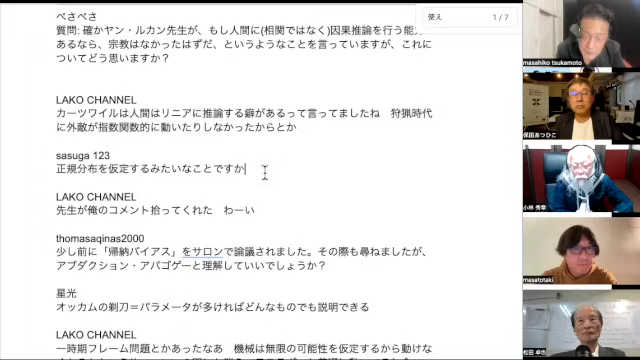 ぺさぺさ
質問: 確かヤン・ルカン先生が、もし人間に(相関ではなく)因果推論を行う能
あるなら、宗教はなかったはずだ、というようなことを言っていますが、これに
ついてどう思いますか？
使え
1 / 7
LAKO CHANNEL
カーツワイルは人間はリニアに推論する癖があるって言ってましたね　狩猟時代
に外敵が指数関数的に動いたりしなかったからとか
sasuga 123
正規分布を仮定するみたいなことですか
LAKO CHANNEL
先生が俺のコメント拾ってくれた　わーい
thomasaqinas2000
少し前に「帰納バイアス」をサロンで論議されました。その際も尋ねましたが、
アブダクション・アパゴゲーと理解していいでしょうか？
星光
オッカムの剃刀＝パラメータが多ければどんなものでも説明できる
LAKO CHANNEL
一時期フレーム問題とかあったなあ　機械は無限の可能性を仮定するから動けな
masahiko tsukamoto
保田あつひこ
小林 秀章
masatotaki
松田 卓也